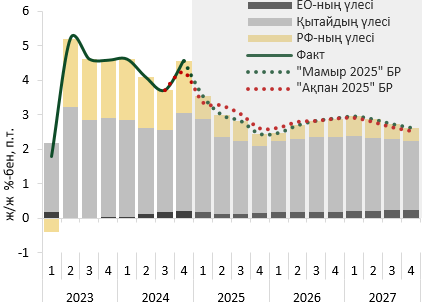 ЕО-ның үлесі
Қытайдың үлесі
РФ-ның үлесі
Факт
"Мамыр 2025" БР
"Ақпан 2025" БР
ж/ж %-бен, п.т.
6
5
4
3
2
1
0
-1
1 2 3 4 1 2 3 4 1 2 3 4 1 2 3 4 1 2 3 4
2023 2024 2025 2026 2027